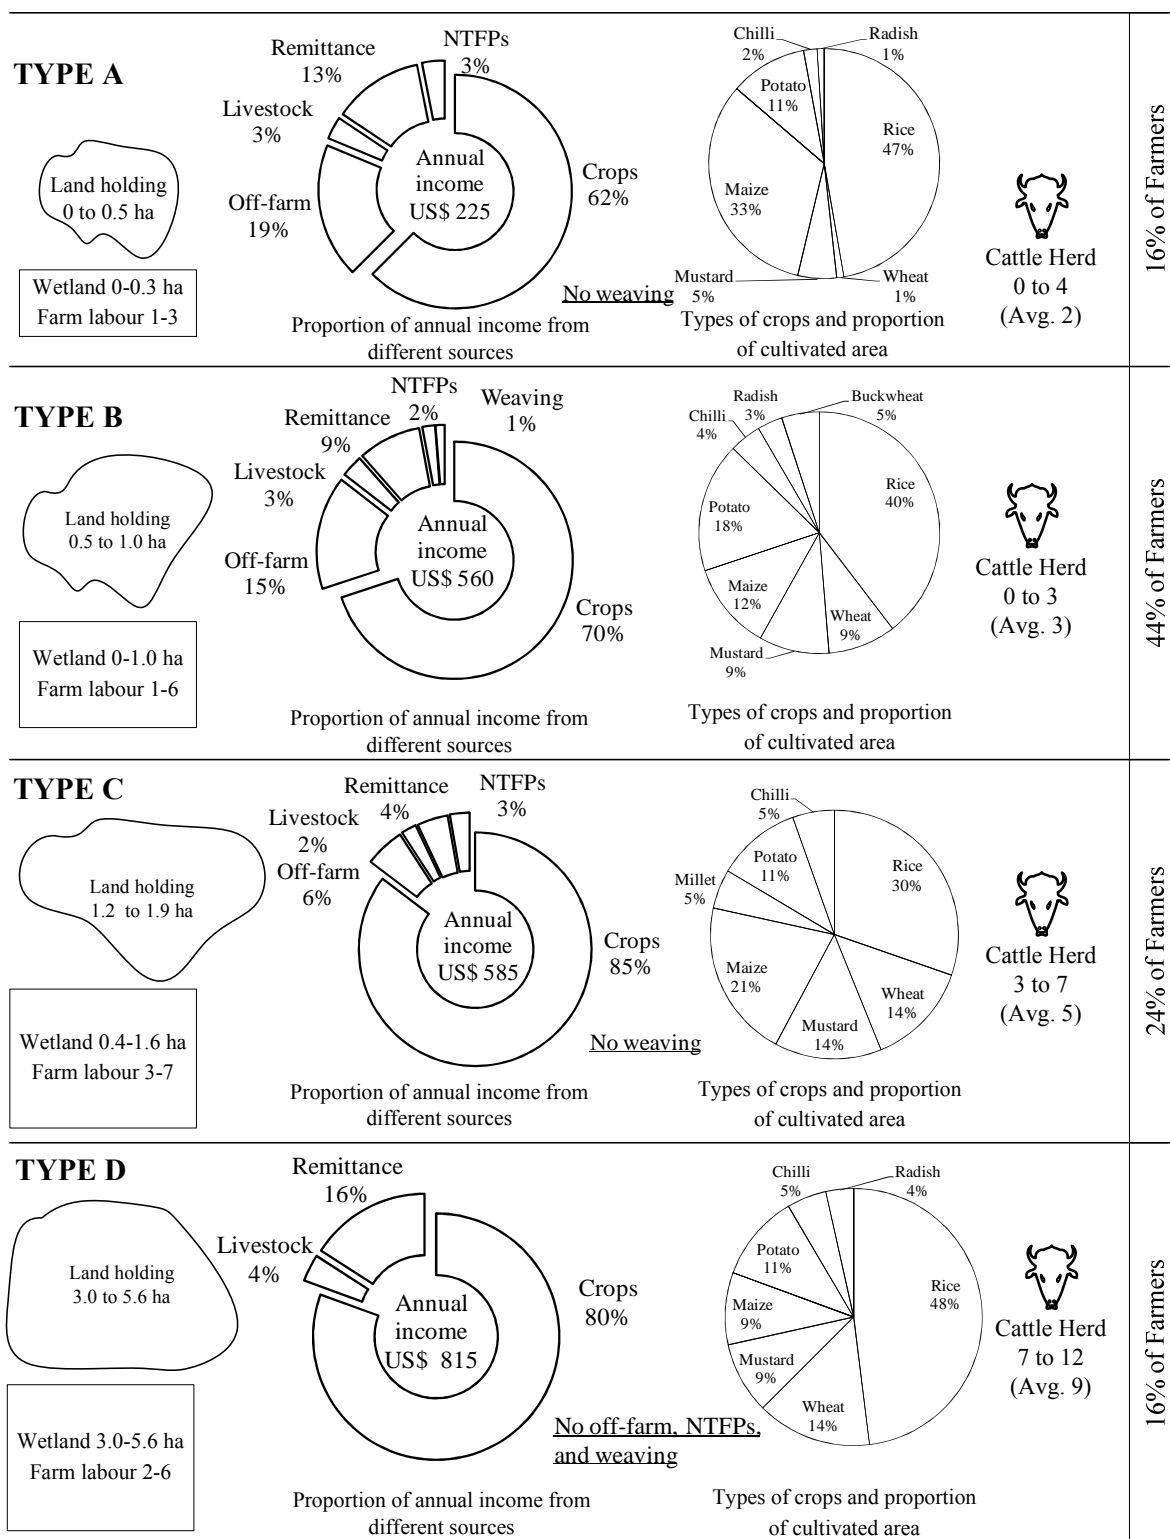 TYPE A
Land holding
0 to 0.5 ha
Wetland 0-0.3 ha
Farm labour 1-3
NTFPs
3%
Remittance
13%
Livestock
3%
Off-farm
19%
Annual
income
US$ 225
Crops
62%
No weaving
Proportion of annual income from
different sources
Chilli
2%
Radish
1%
Potato
11%
Rice
47%
Maize
33%
Mustard
5%
Wheat
1%
Types of crops and proportion
of cultivated area
Cattle Herd
0 to 4
(Avg. 2)
16% of Farmers
TYPE B
Land holding
0.5 to 1.0 ha
Wetland 0-1.0 ha
Farm labour 1-6
NTFPs
2%
Weaving
1%
Remittance
9%
Livestock
3%
Off-farm
15%
Annual
income
US$ 560
Crops
70%
Proportion of annual income from
different sources
Radish
3%
Buckwheat
5%
Chilli
4%
Rice
40%
Potato
18%
Maize
12%
Wheat
9%
Mustard
9%
Types of crops and proportion
of cultivated area
Cattle Herd
0 to 3
(Avg. 3)
44% of Farmers
TYPE C
Land holding
1.2 to 1.9 ha
Wetland 0.4-1.6 ha
Farm labour 3-7
Remittance
4%
NTFPs
3%
Livestock
2%
Off-farm
6%
Annual
income
US$ 585
Crops
85%
No weaving
Proportion of annual income from
different sources
Chilli
5%
Potato
11%
Rice
30%
Millet
5%
Maize
21%
Wheat
14%
Mustard
14%
Types of crops and proportion
of cultivated area
Cattle Herd
3 to 7
(Avg. 5)
24% of Farmers
TYPE D
Land holding
3.0 to 5.6 ha
Wetland 3.0-5.6 ha
Farm labour 2-6
Remittance
16%
Livestock
4%
Annual
income
US$ 815
Crops
80%
No off-farm, NTFPs,
and weaving
Proportion of annual income from
different sources
Chilli
5%
Radish
4%
Potato
11%
Rice
48%
Maize
9%
Mustard
9%
Wheat
14%
Types of crops and proportion
of cultivated area
Cattle Herd
7 to 12
(Avg. 9)
16% of Farmers